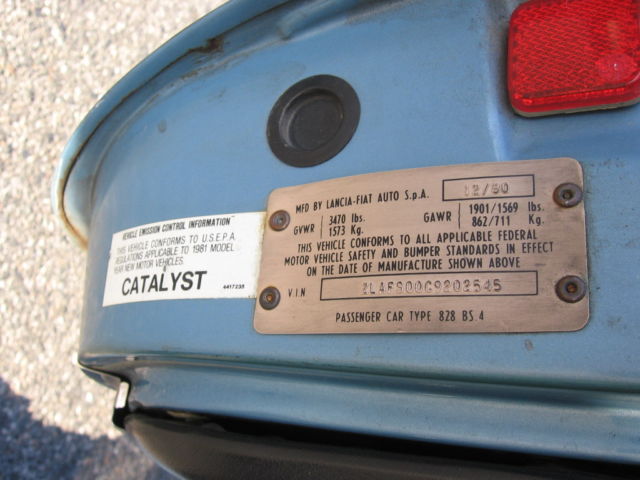 VEHICLE EMISSION CONTROL INFORMATION
THIS VEHICLE CONFORMS TO U.S.E.P.A.
REGULATIONS APPLICABLE TO 1981 MODEL
YEAR NEW MOTOR VEHICLES.
CATALYST
4417238
MFD BY LANCIA-FIAT AUTO S.p.A. 12/80
GVWR 3470 lbs. 1573 Kg. GAWR 1901/1569 lbs. 862/711 Kg.
THIS VEHICLE CONFORMS TO ALL APPLICABLE FEDERAL
MOTOR VEHICLE SAFETY AND BUMPER STANDARDS IN EFFECT
ON THE DATE OF MANUFACTURE SHOWN ABOVE
V.I.N
PASSENGER CAR TYPE 828 BS.4